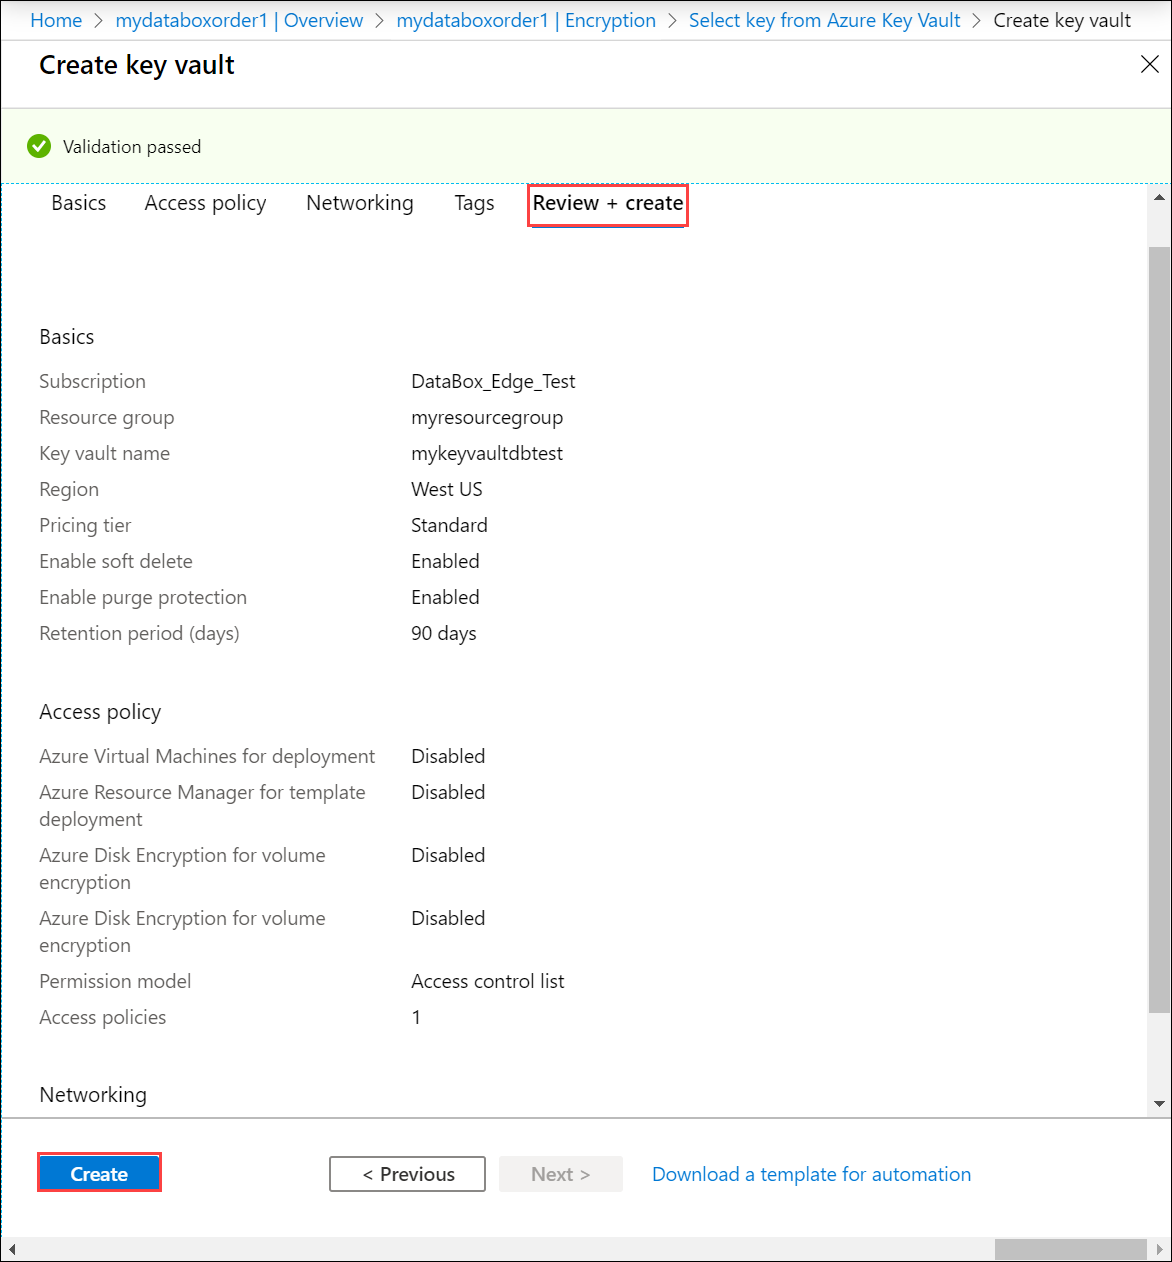 Home > mydataboxorder1 | Overview > mydataboxorder1 | Encryption > Select key from Azure Key Vault > Create key vault
Create key vault
Validation passed
Basics Access policy Networking Tags Review + create
Basics
Subscription DataBox_Edge_Test
Resource group myresourcegroup
Key vault name mykeyvaultdbtest
Region West US
Pricing tier Standard
Enable soft delete Enabled
Enable purge protection Enabled
Retention period (days) 90 days
Access policy
Azure Virtual Machines for deployment Disabled
Azure Resource Manager for template Disabled
deployment
Azure Disk Encryption for volume Disabled
encryption
Azure Disk Encryption for volume Disabled
encryption
Permission model Access control list
Access policies 1
Networking
Create < Previous Next > Download a template for automation